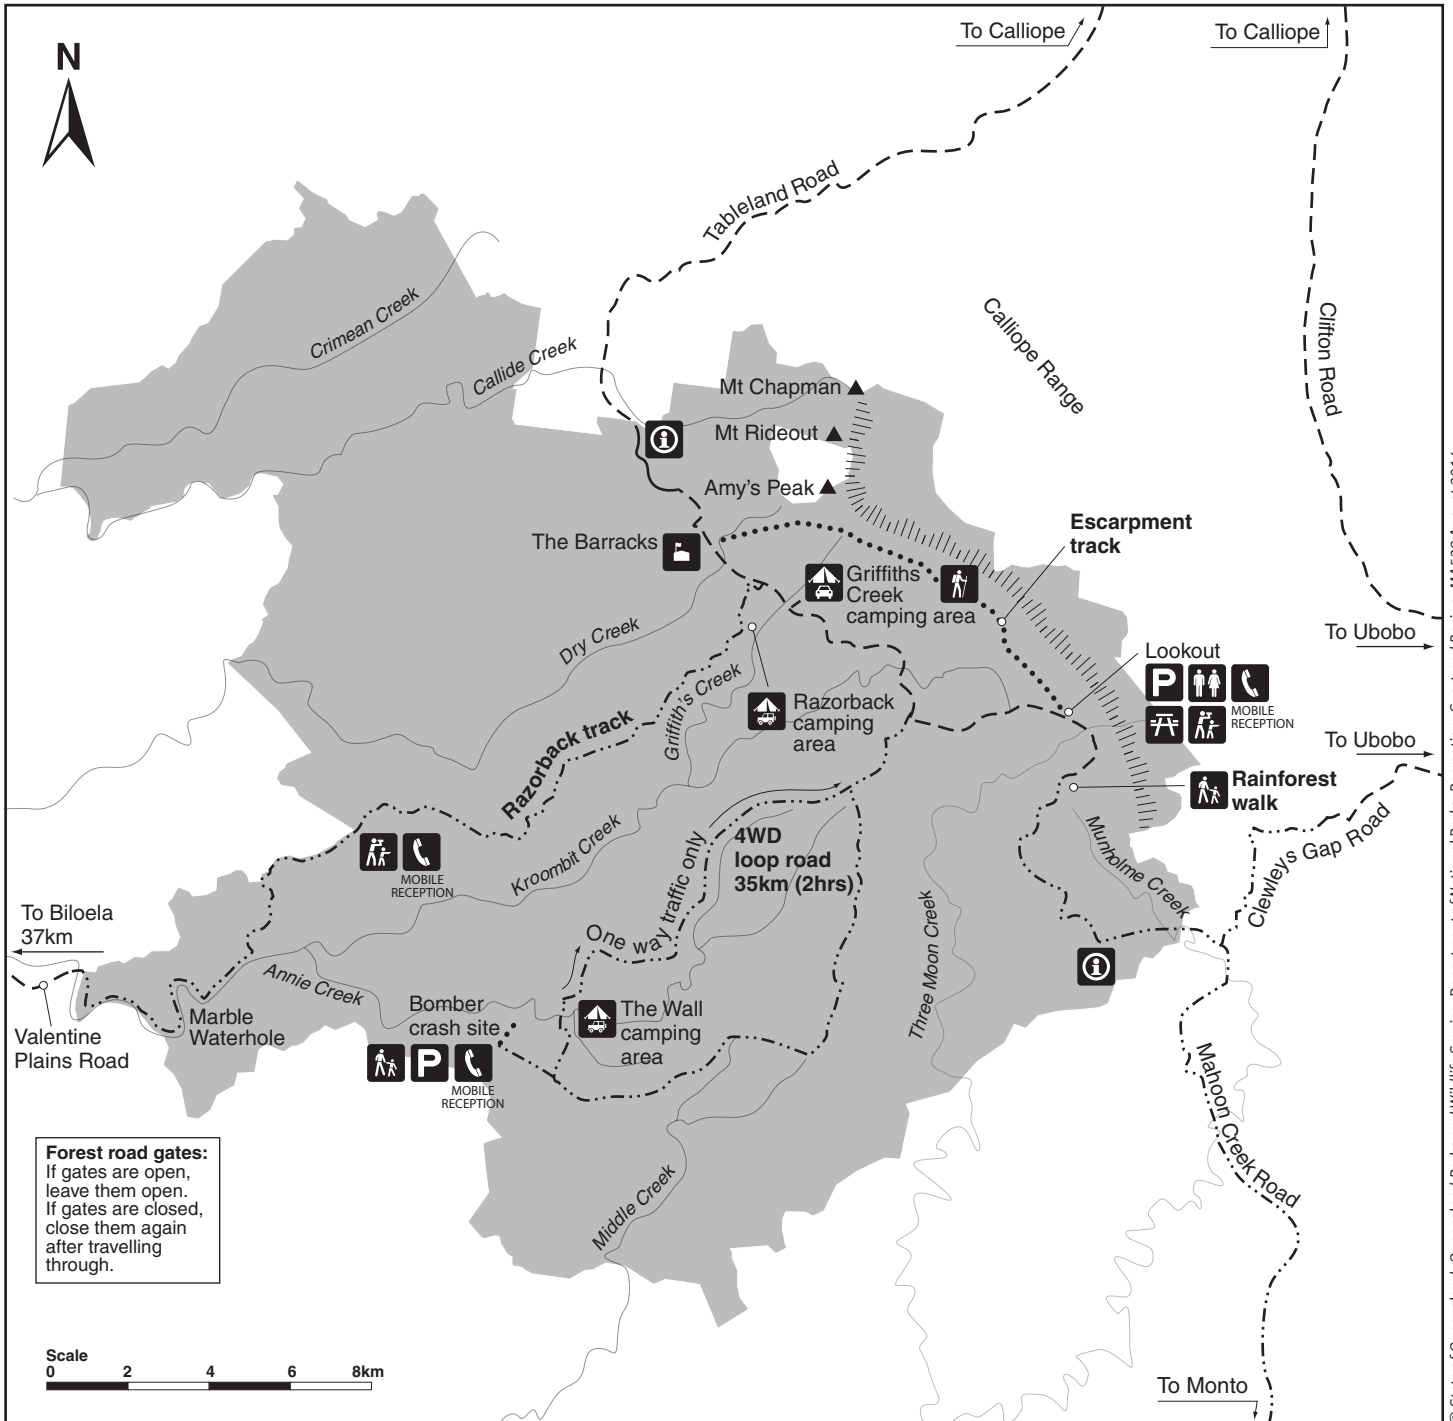 To Calliope
To Calliope
N
Tableland Road
Crimean Creek
Callide Creek
Calliope Range
Clifton Road
Mt Chapman
Mt Rideout
Amy's Peak
Escarpment
track
The Barracks
Griffiths
Creek
camping area
To Ubobo
Lookout
P
MOBILE
RECEPTION
Dry Creek
Griffith's Creek
Razorback
camping
area
Razorback track
To Ubobo
Rainforest
walk
Clewleys Gap Road
Munholme Creek
4WD
loop road
35km (2hrs)
One way traffic only
Kroombit Creek
MOBILE
RECEPTION
To Biloela
37km
Annie Creek
Three Moon Creek
Marble
Waterhole
Valentine
Plains Road
Bomber
crash site
P
MOBILE
RECEPTION
The Wall
camping
area
Mahoon Creek Road
Middle Creek
Forest road gates:
If gates are open,
leave them open.
If gates are closed,
close them again
after travelling
through.
Scale
0 2 4 6 8km
To Monto